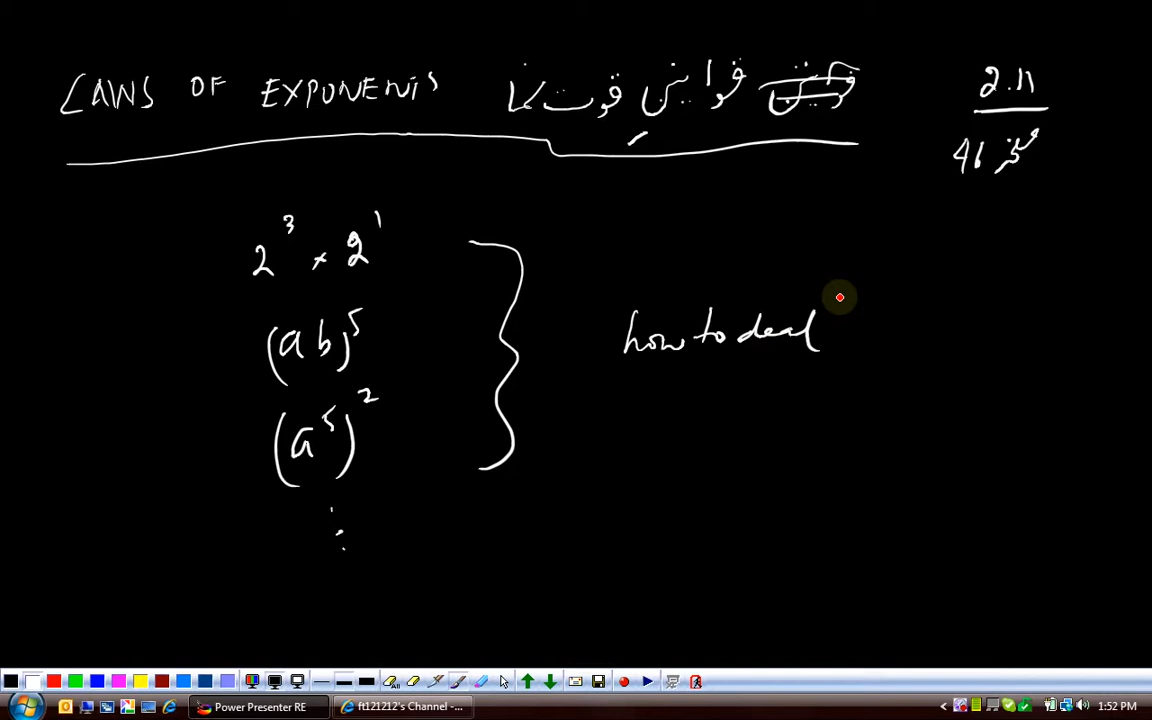 LAWS OF EXPONENTS قوانین قوت نما
2.11
46 صفحہ
2³ × 2¹
(ab)⁵
(a⁵)²
how to deal
Power Presenter RE
ft121212's Channel - ...
1:52 PM